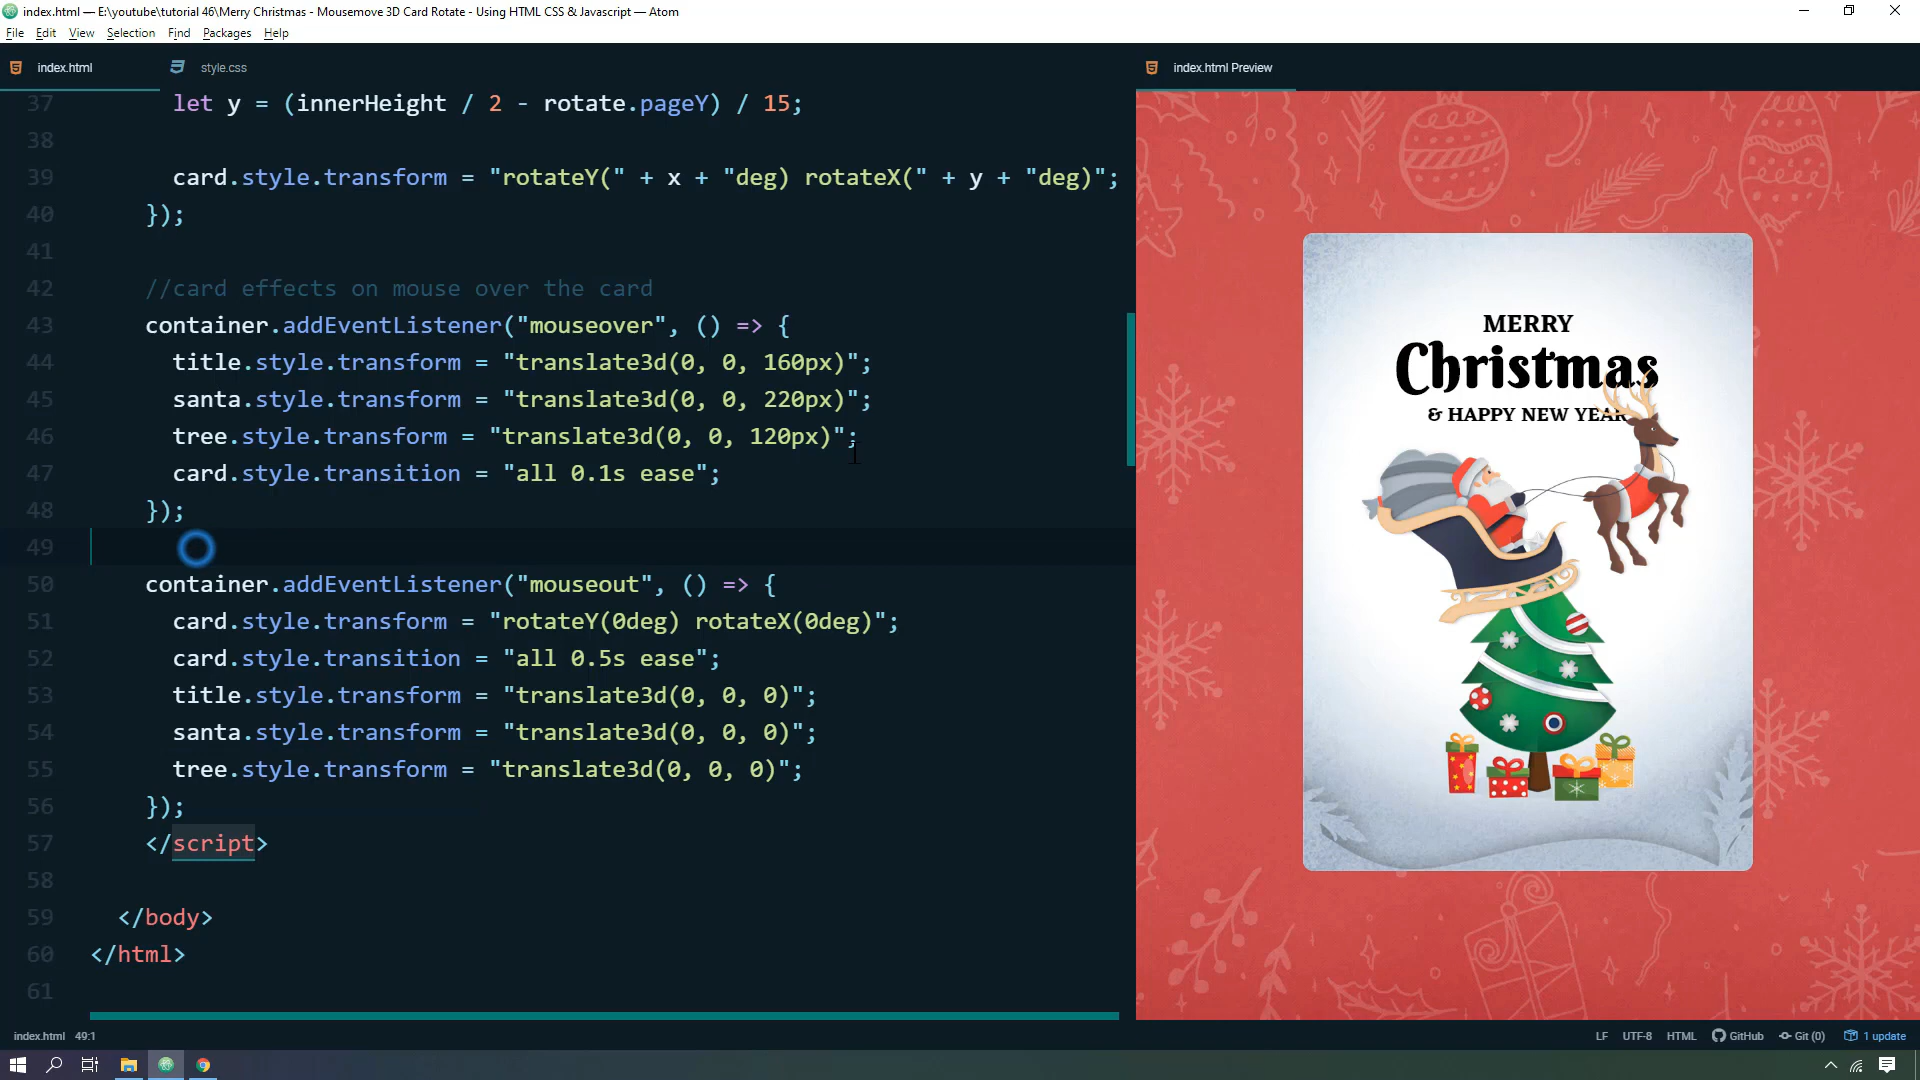 index.html — E:\youtube\tutorial 46\Merry Christmas - Mousemove 3D Card Rotate - Using HTML CSS & Javascript — Atom
File Edit View Selection Find Packages Help
index.html style.css index.html Preview
37 let y = (innerHeight / 2 - rotate.pageY) / 15;
38
39 card.style.transform = "rotateY(" + x + "deg) rotateX(" + y + "deg)";
40 });
41
42 //card effects on mouse over the card
43 container.addEventListener("mouseover", () => {
44 title.style.transform = "translate3d(0, 0, 160px)";
45 santa.style.transform = "translate3d(0, 0, 220px)";
46 tree.style.transform = "translate3d(0, 0, 120px)";
47 card.style.transition = "all 0.1s ease";
48 });
49
50 container.addEventListener("mouseout", () => {
51 card.style.transform = "rotateY(0deg) rotateX(0deg)";
52 card.style.transition = "all 0.5s ease";
53 title.style.transform = "translate3d(0, 0, 0)";
54 santa.style.transform = "translate3d(0, 0, 0)";
55 tree.style.transform = "translate3d(0, 0, 0)";
56 });
57 </script>
58
59 </body>
60 </html>
61
MERRY
Christmas
& HAPPY NEW YEAR
index.html 49:1 LF UTF-8 HTML GitHub Git (0) 1 update